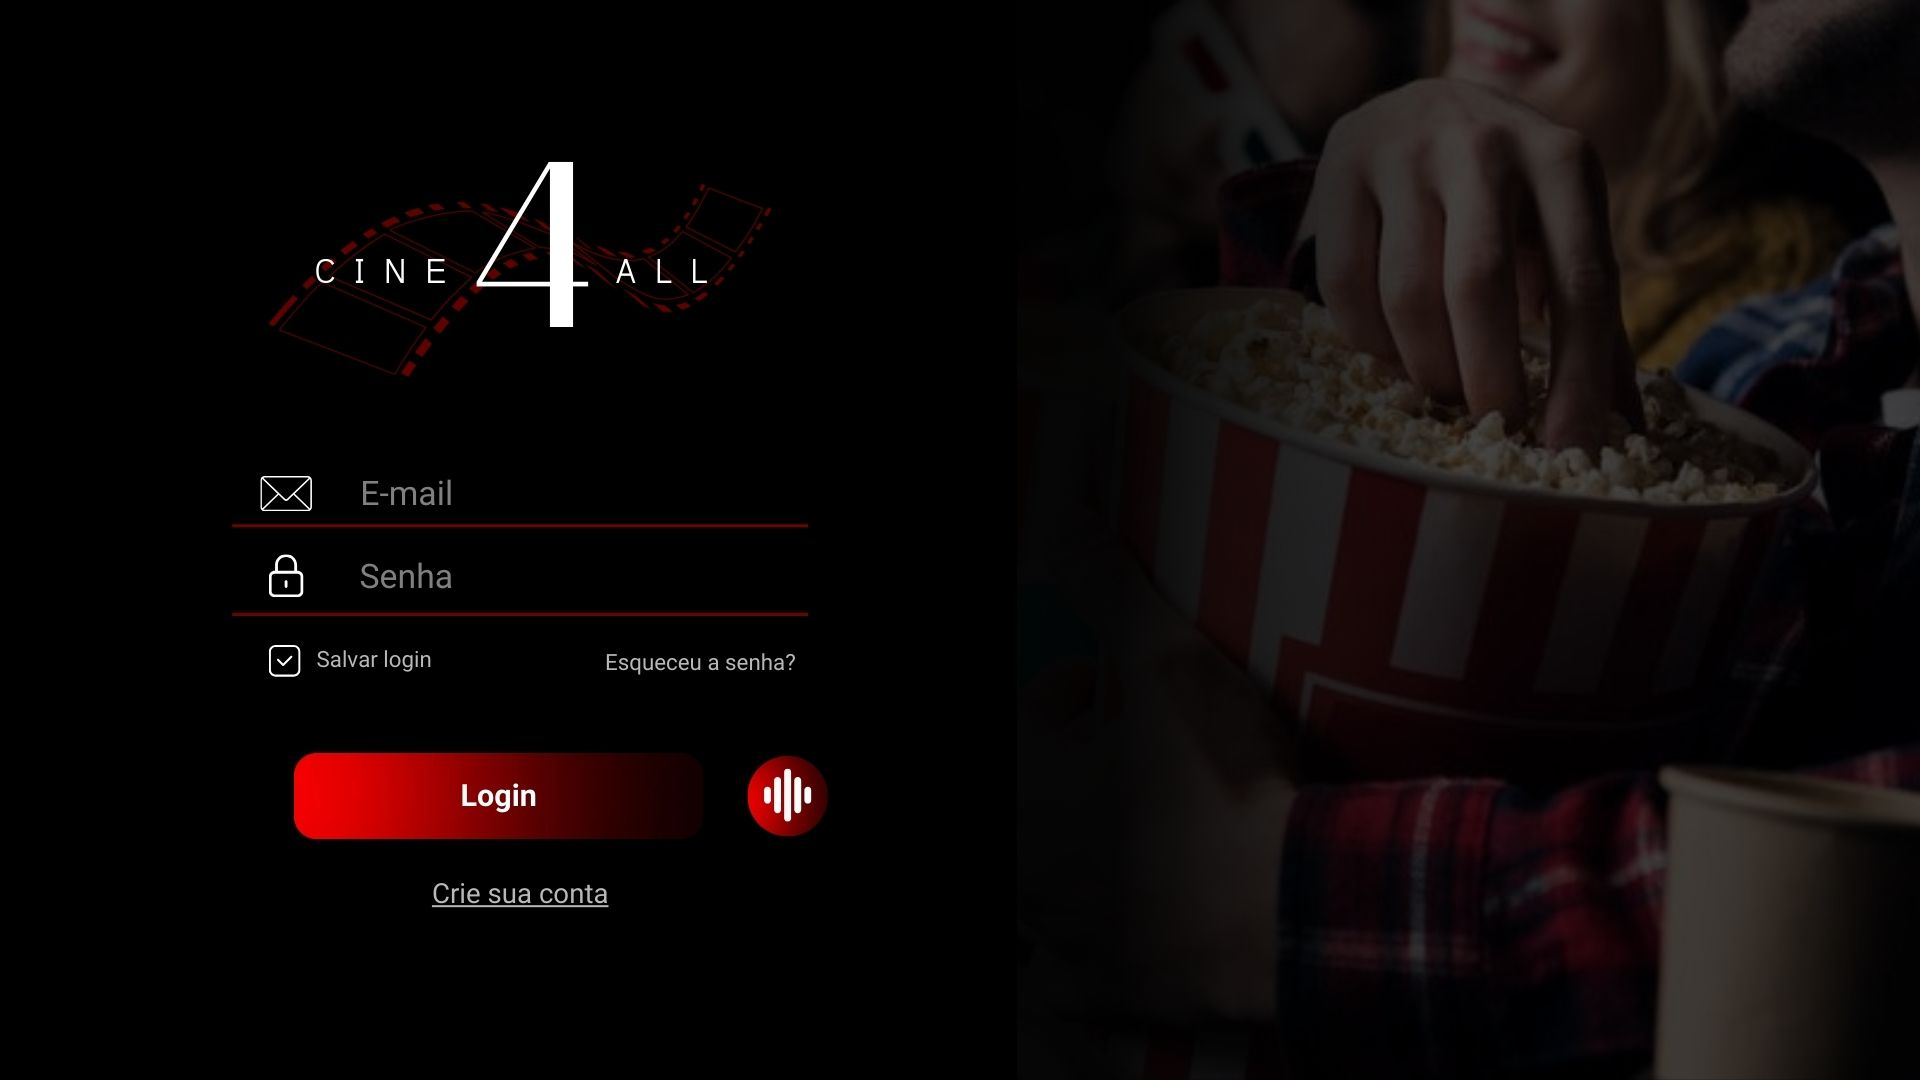 CINE 4 ALL
E-mail
Senha
Salvar login
Esqueceu a senha?
Login
Crie sua conta